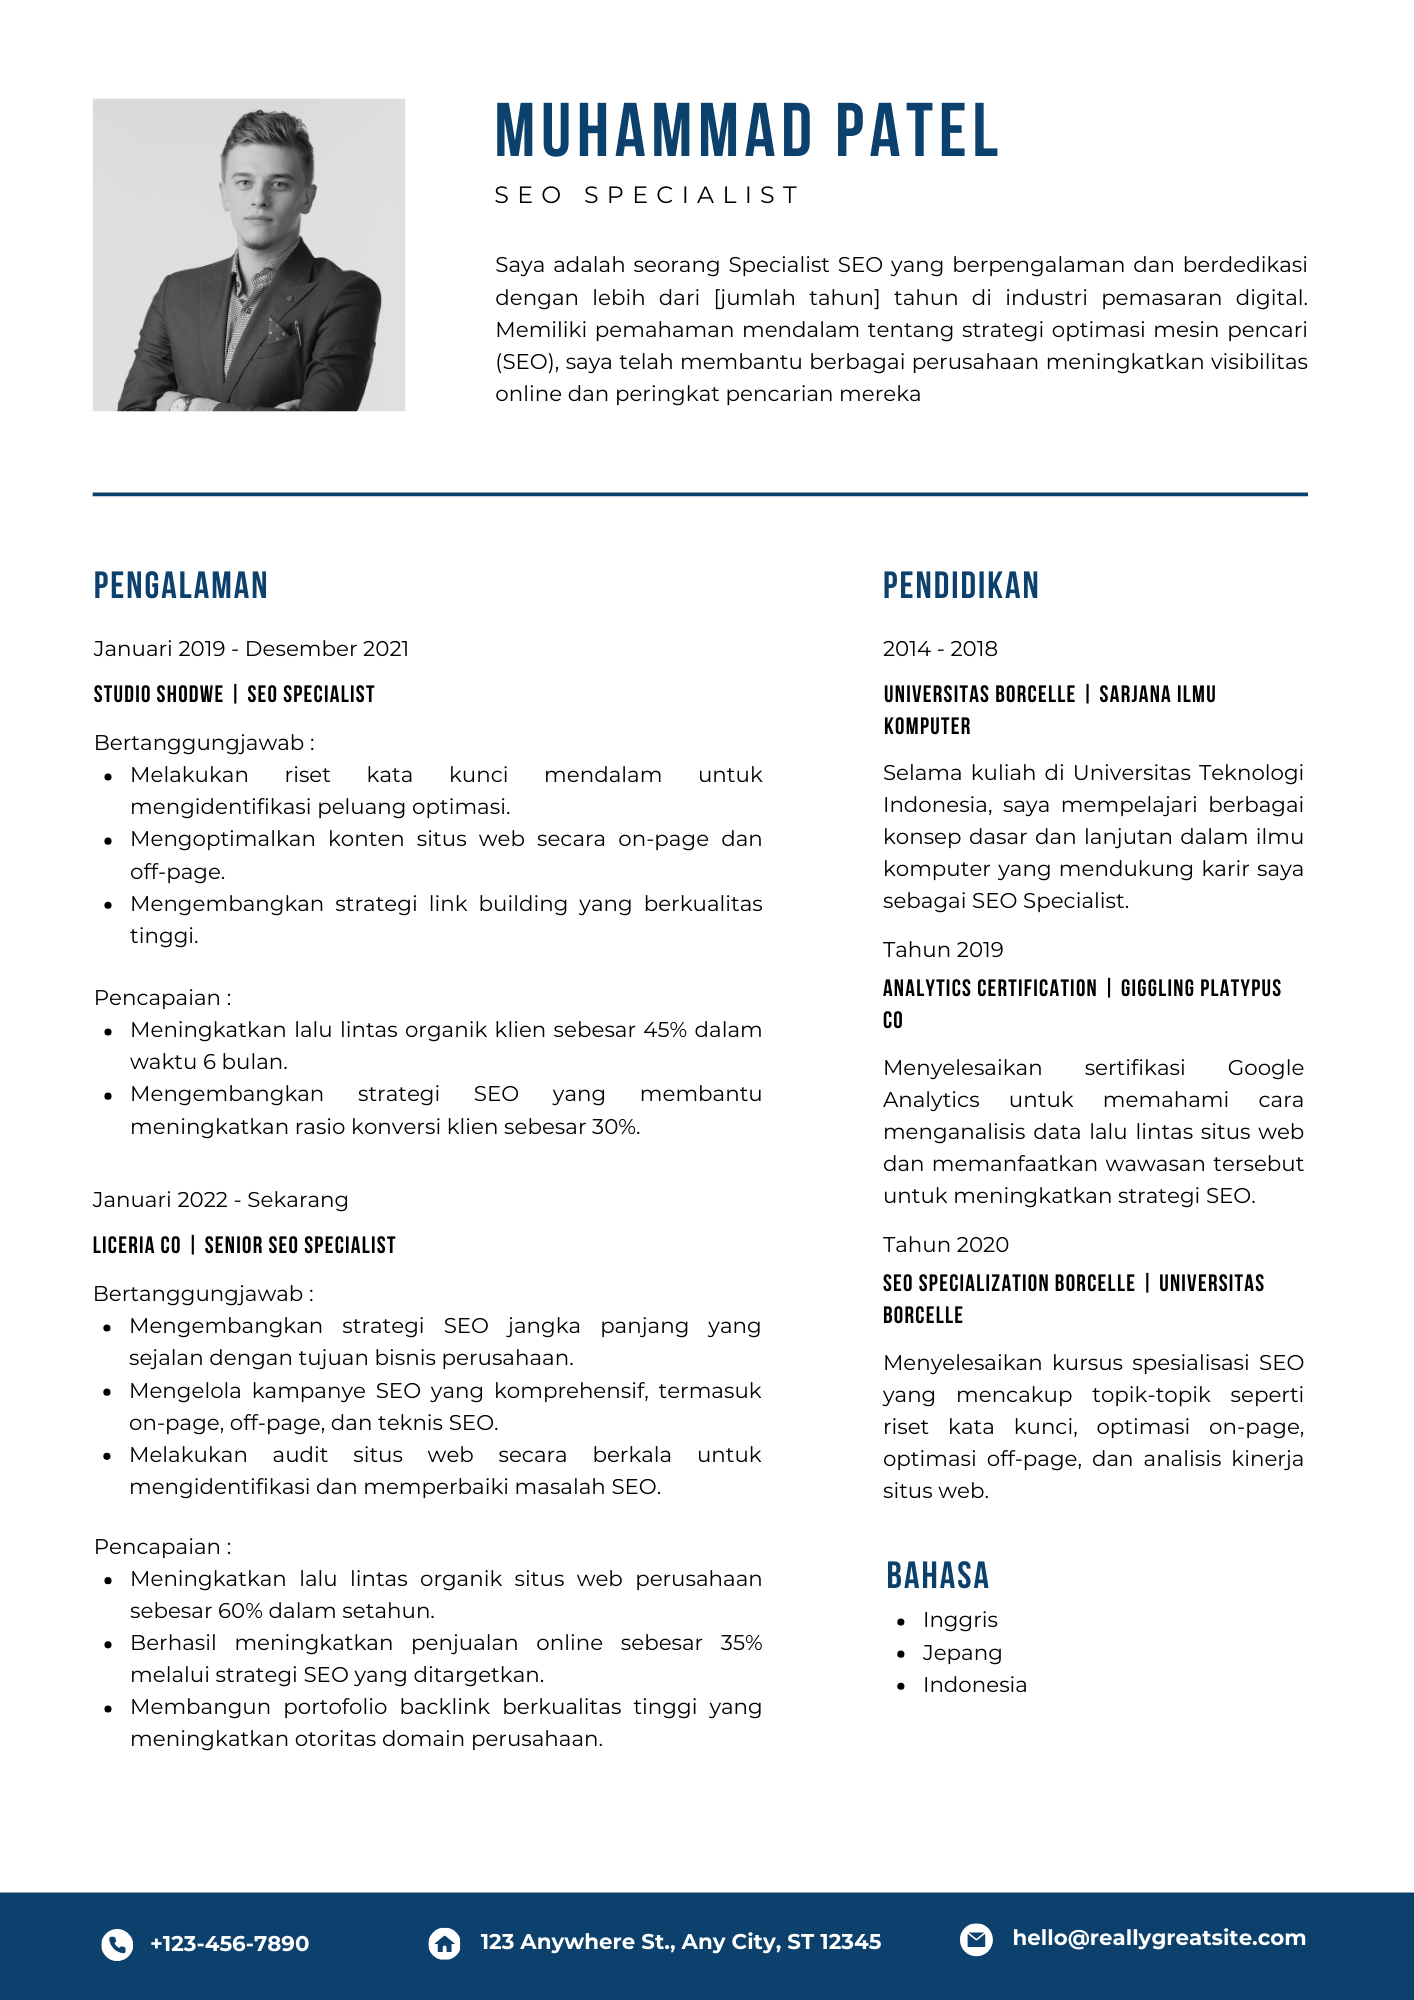 MUHAMMAD PATEL
SEO SPECIALIST
Saya adalah seorang Specialist SEO yang berpengalaman dan berdedikasi
dengan lebih dari [jumlah tahun] tahun di industri pemasaran digital.
Memiliki pemahaman mendalam tentang strategi optimasi mesin pencari
(SEO), saya telah membantu berbagai perusahaan meningkatkan visibilitas
online dan peringkat pencarian mereka
PENGALAMAN
Januari 2019 - Desember 2021
STUDIO SHODWE | SEO SPECIALIST
Bertanggungjawab :
• Melakukan riset kata kunci mendalam untuk
mengidentifikasi peluang optimasi.
• Mengoptimalkan konten situs web secara on-page dan
off-page.
• Mengembangkan strategi link building yang berkualitas
tinggi.
Pencapaian :
• Meningkatkan lalu lintas organik klien sebesar 45% dalam
waktu 6 bulan.
• Mengembangkan strategi SEO yang membantu
meningkatkan rasio konversi klien sebesar 30%.
Januari 2022 - Sekarang
LICERIA CO | SENIOR SEO SPECIALIST
Bertanggungjawab :
• Mengembangkan strategi SEO jangka panjang yang
sejalan dengan tujuan bisnis perusahaan.
• Mengelola kampanye SEO yang komprehensif, termasuk
on-page, off-page, dan teknis SEO.
• Melakukan audit situs web secara berkala untuk
mengidentifikasi dan memperbaiki masalah SEO.
Pencapaian :
• Meningkatkan lalu lintas organik situs web perusahaan
sebesar 60% dalam setahun.
• Berhasil meningkatkan penjualan online sebesar 35%
melalui strategi SEO yang ditargetkan.
• Membangun portofolio backlink berkualitas tinggi yang
meningkatkan otoritas domain perusahaan.
PENDIDIKAN
2014 - 2018
UNIVERSITAS BORCELLE | SARJANA ILMU
KOMPUTER
Selama kuliah di Universitas Teknologi
Indonesia, saya mempelajari berbagai
konsep dasar dan lanjutan dalam ilmu
komputer yang mendukung karir saya
sebagai SEO Specialist.
Tahun 2019
ANALYTICS CERTIFICATION | GIGGLING PLATYPUS
CO
Menyelesaikan sertifikasi Google
Analytics untuk memahami cara
menganalisis data lalu lintas situs web
dan memanfaatkan wawasan tersebut
untuk meningkatkan strategi SEO.
Tahun 2020
SEO SPECIALIZATION BORCELLE | UNIVERSITAS
BORCELLE
Menyelesaikan kursus spesialisasi SEO
yang mencakup topik-topik seperti
riset kata kunci, optimasi on-page,
optimasi off-page, dan analisis kinerja
situs web.
BAHASA
• Inggris
• Jepang
• Indonesia
+123-456-7890
123 Anywhere St., Any City, ST 12345
hello@reallygreatsite.com